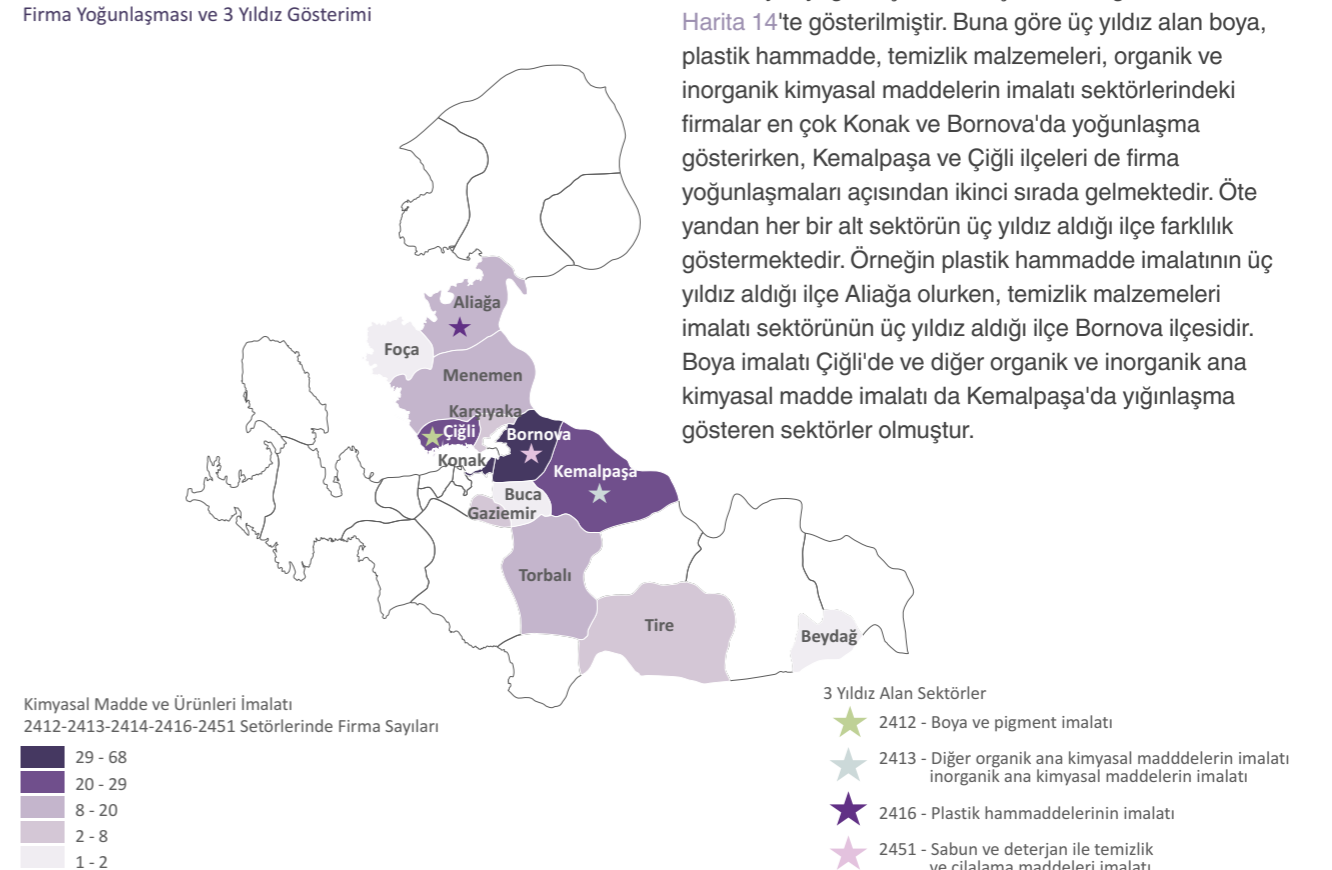 Firma Yoğunlaşması ve 3 Yıldız Gösterimi
Harita 14'te gösterilmiştir. Buna göre üç yıldız alan boya,
plastik hammadde, temizlik malzemeleri, organik ve
inorganik kimyasal maddelerin imalatı sektörlerindeki
firmalar en çok Konak ve Bornova'da yoğunlaşma
gösterirken, Kemalpaşa ve Çiğli ilçeleri de firma
yoğunlaşmaları açısından ikinci sırada gelmektedir. Öte
yandan her bir alt sektörün üç yıldız aldığı ilçe farklılık
göstermektedir. Örneğin plastik hammadde imalatının üç
yıldız aldığı ilçe Aliağa olurken, temizlik malzemeleri
imalatı sektörünün üç yıldız aldığı ilçe Bornova ilçesidir.
Boya imalatı Çiğli'de ve diğer organik ve inorganik ana
kimyasal madde imalatı da Kemalpaşa'da yığınlaşma
gösteren sektörler olmuştur.
Aliağa
Foça
Menemen
Karsıyaka
Çiğli
Bornova
Konak
Kemalpaşa
Buca
Gaziemir
Torbalı
Tire
Beydağ
Kimyasal Madde ve Ürünleri İmalatı
2412-2413-2414-2416-2451 Setörlerinde Firma Sayıları
29 - 68
20 - 29
8 - 20
2 - 8
1 - 2
3 Yıldız Alan Sektörler
2412 - Boya ve pigment imalatı
2413 - Diğer organik ana kimyasal madddelerin imalatı
inorganik ana kimyasal maddelerin imalatı
2416 - Plastik hammaddelerinin imalatı
2451 - Sabun ve deterjan ile temizlik
ve cilalama maddeleri imalatı